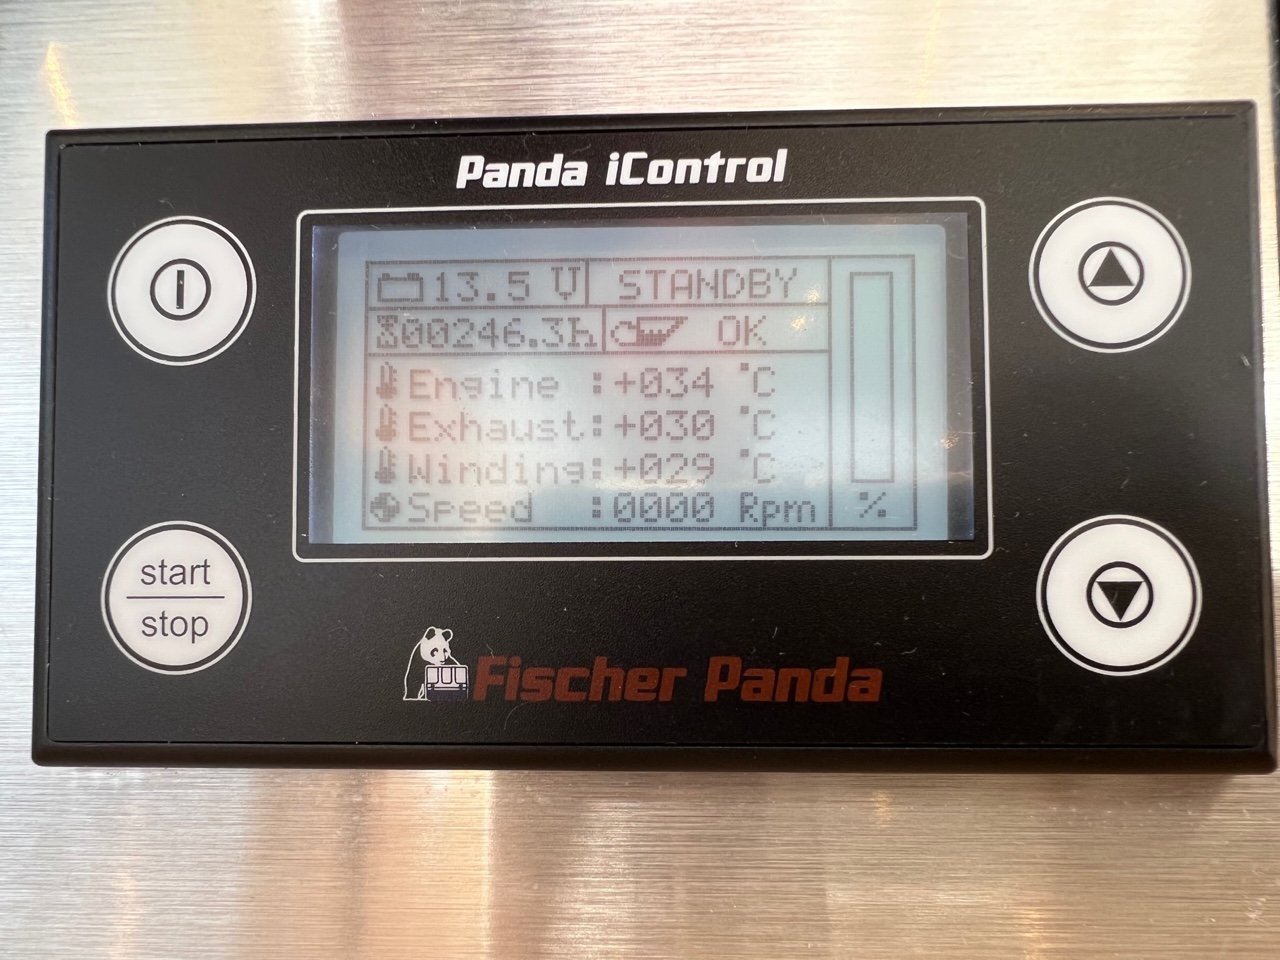 Panda iControl
13.5 V STANDBY
00246.3h OK
Engine :+034 °C
Exhaust:+030 °C
Winding:+029 °C
Speed :0000 Rpm %
start
stop
Fischer Panda